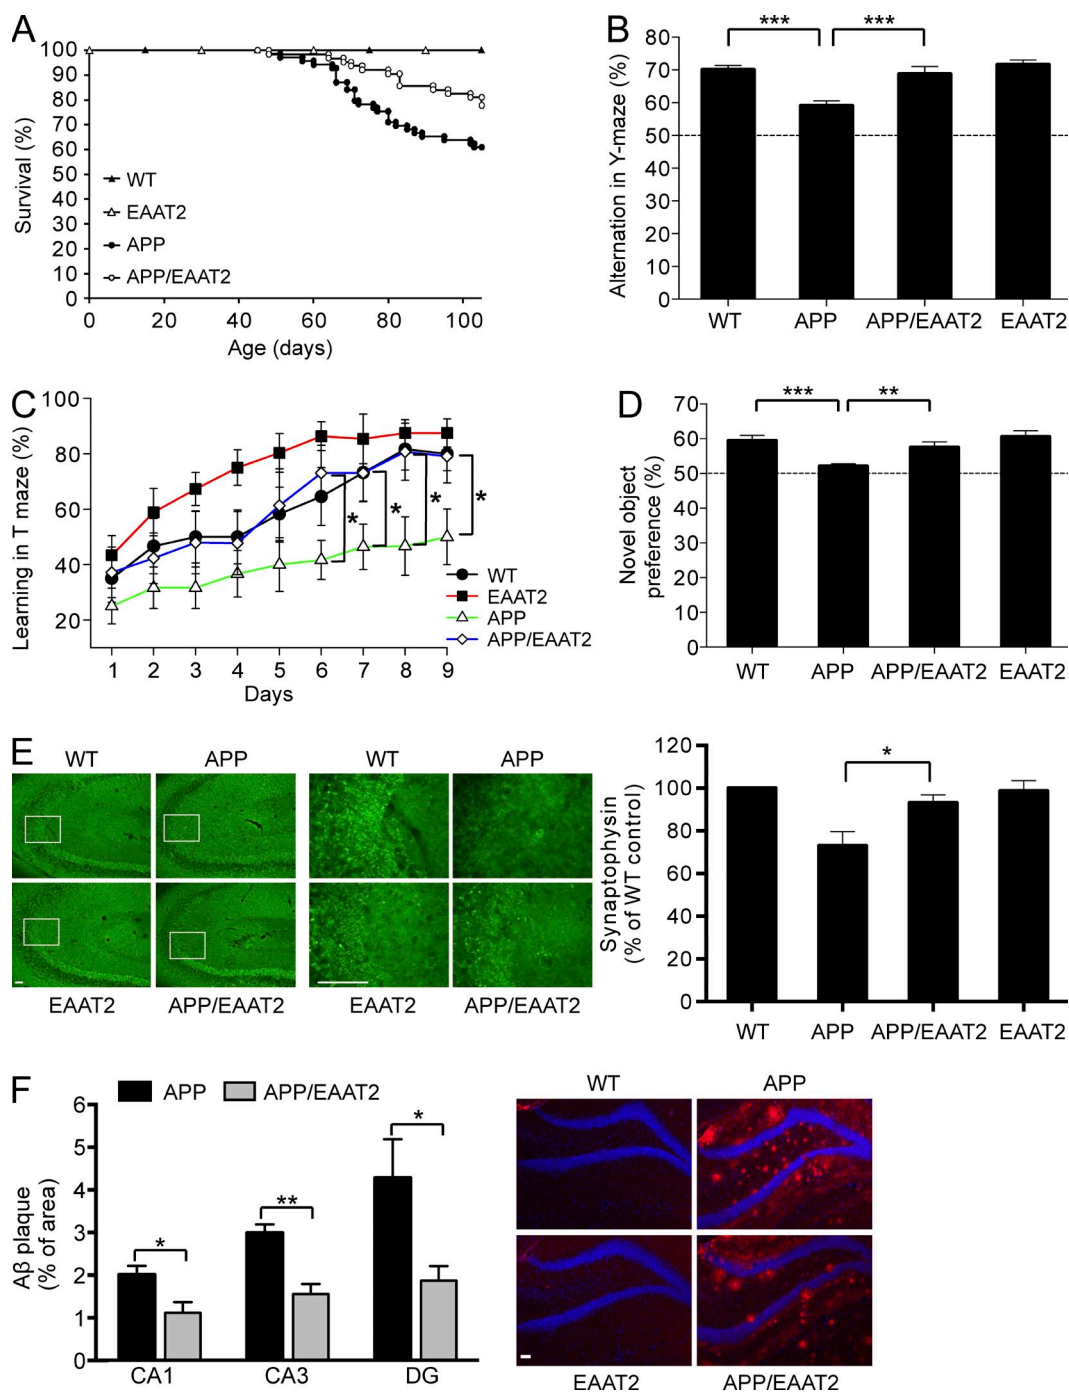 A
Survival (%)
100
90
80
70
60
50
40
30
20
10
0
WT
EAAT2
APP
APP/EAAT2
0 20 40 60 80 100
Age (days)
B
Alternation in Y-maze (%)
*** ***
80
70
60
50
40
30
20
10
0
WT APP APP/EAAT2 EAAT2
C
Learning in T maze (%)
100
80
60
40
20
* * * *
WT
EAAT2
APP
APP/EAAT2
1 2 3 4 5 6 7 8 9
Days
D
Novel object
preference (%)
*** **
70
60
50
40
30
20
10
0
WT APP APP/EAAT2 EAAT2
E
WT APP WT APP
EAAT2 APP/EAAT2 EAAT2 APP/EAAT2
Synaptophysin
(% of WT control)
*
120
100
80
60
40
20
0
WT APP APP/EAAT2 EAAT2
F
APP APP/EAAT2
Aβ plaque
(% of area)
6
5
4
3
2
1
0
* ** *
CA1 CA3 DG
WT APP
EAAT2 APP/EAAT2